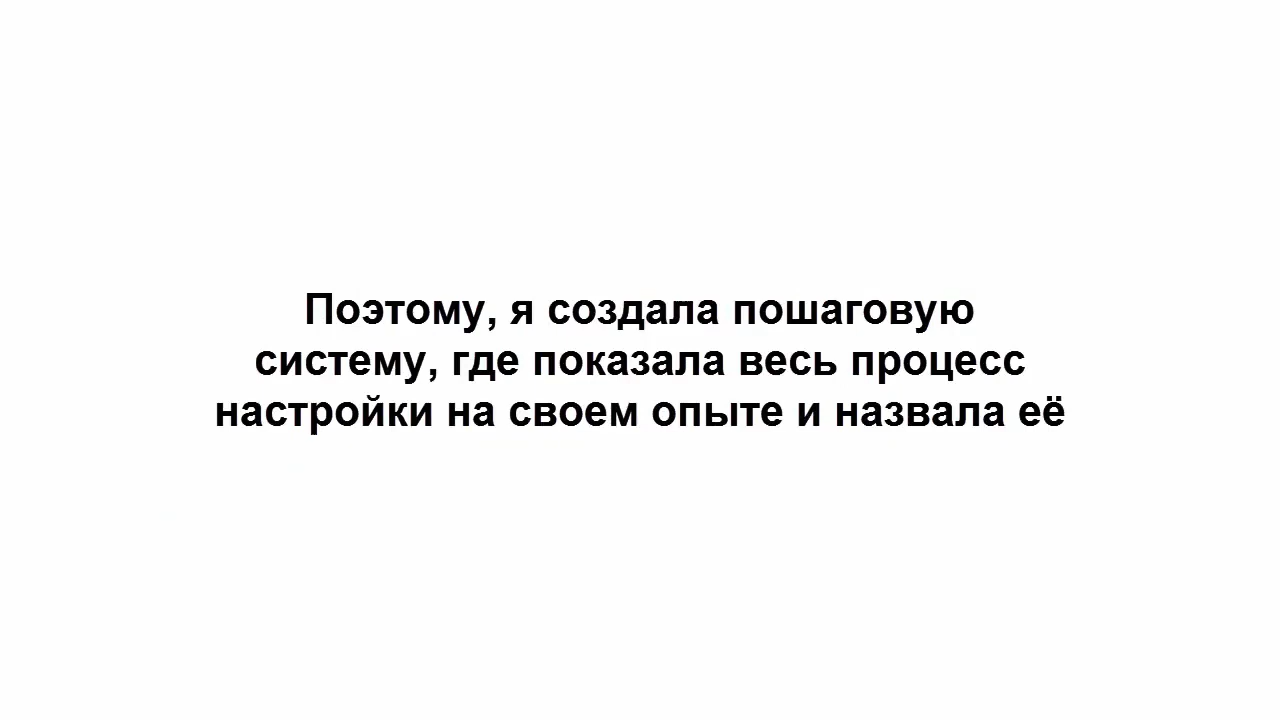 Поэтому, я создала пошаговую
систему, где показала весь процесс
настройки на своем опыте и назвала её